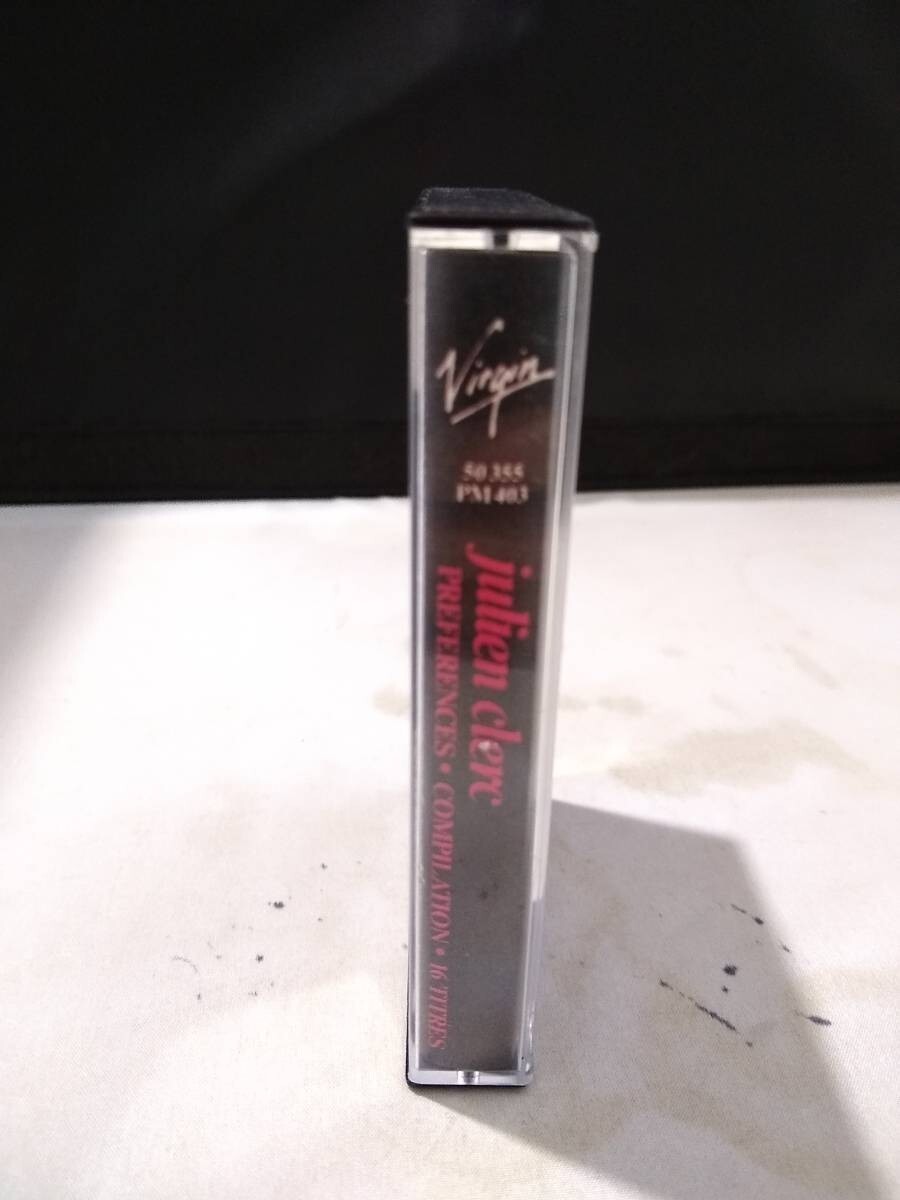 Virgin
50 355
PM 403
julien clerc
PREFERENCES • COMPILATION • 16 TITRES